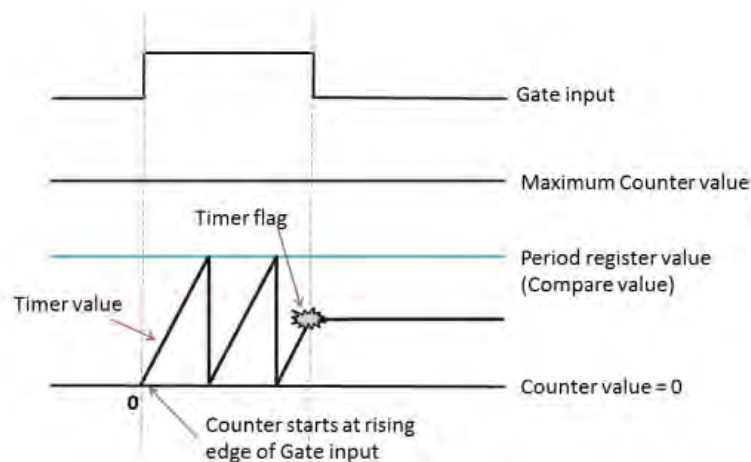 Gate input
Maximum Counter value
Timer flag
Period register value
(Compare value)
Timer value
Counter value = 0
0
Counter starts at rising
edge of Gate input